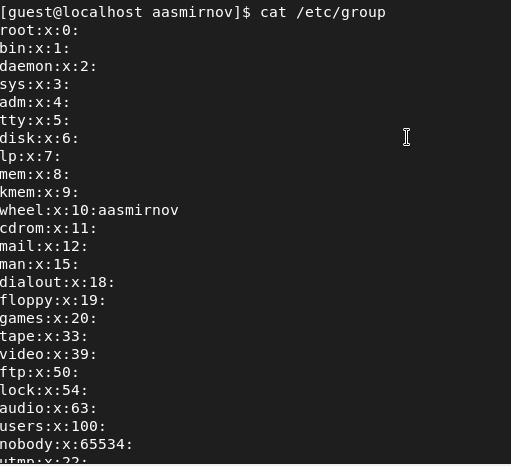 [guest@localhost aasmirnov]$ cat /etc/group
root:x:0:
bin:x:1:
daemon:x:2:
sys:x:3:
adm:x:4:
tty:x:5:
disk:x:6:
lp:x:7:
mem:x:8:
kmem:x:9:
wheel:x:10:aasmirnov
cdrom:x:11:
mail:x:12:
man:x:15:
dialout:x:18:
floppy:x:19:
games:x:20:
tape:x:33:
video:x:39:
ftp:x:50:
lock:x:54:
audio:x:63:
users:x:100:
nobody:x:65534:
utmp:x:22: